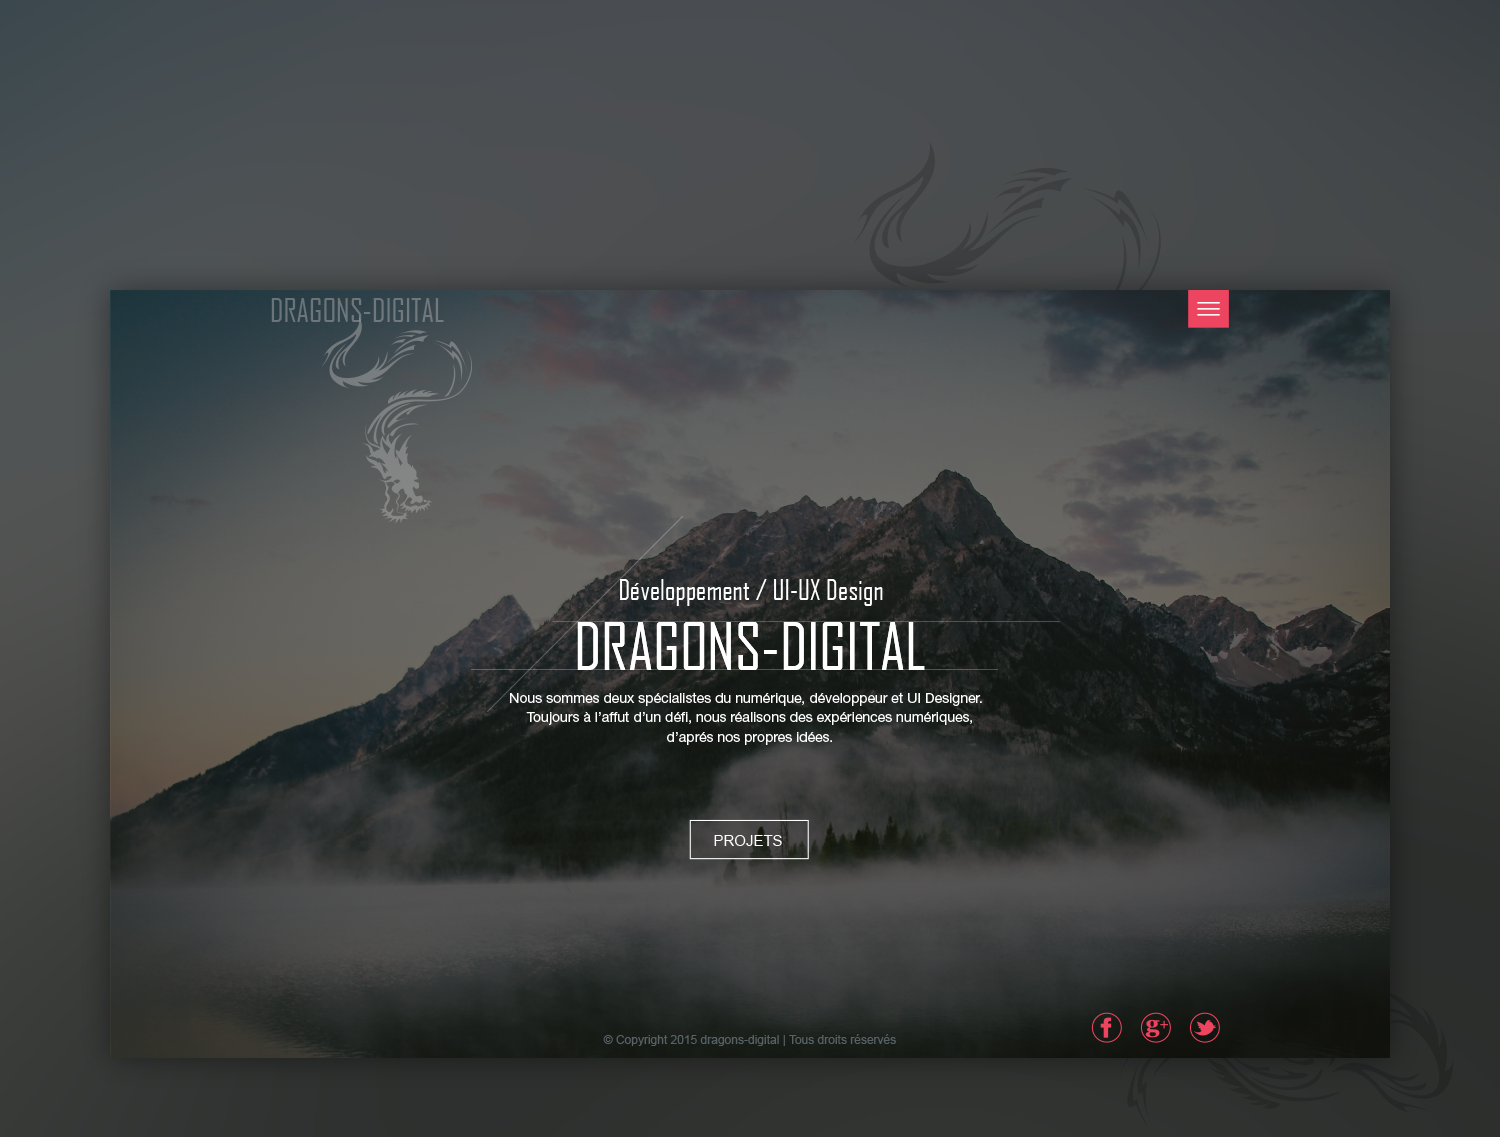 DRAGONS-DIGITAL
Développement / UI-UX Design
DRAGONS-DIGITAL
Nous sommes deux spécialistes du numérique, développeur et UI Designer.
Toujours à l'affut d'un défi, nous réalisons des expériences numériques,
d'aprés nos propres idées.
PROJETS
© Copyright 2015 dragons-digital | Tous droits réservés
f g+